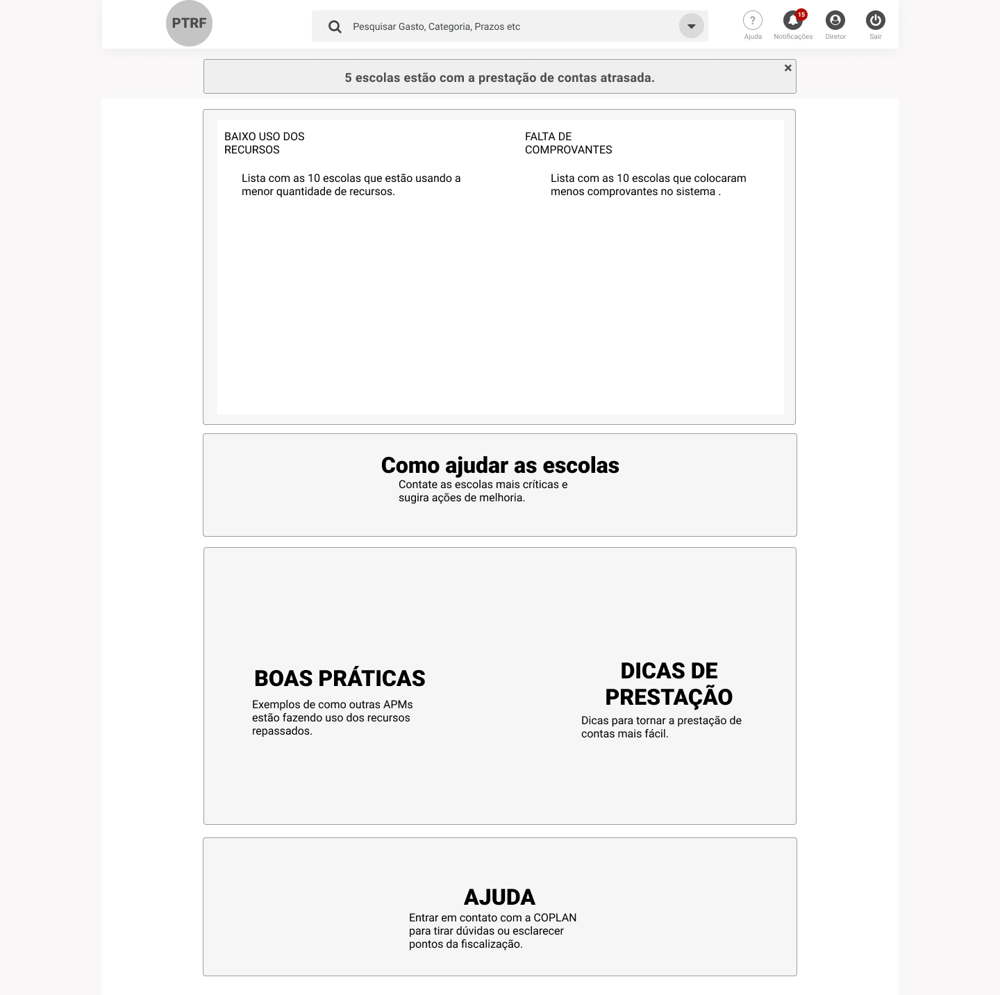 PTRF
Pesquisar Gasto, Categoria, Prazos etc
?
15
Ajuda
Notificações
Diretor
Sair
5 escolas estão com a prestação de contas atrasada.
BAIXO USO DOS
RECURSOS
Lista com as 10 escolas que estão usando a
menor quantidade de recursos.
FALTA DE
COMPROVANTES
Lista com as 10 escolas que colocaram
menos comprovantes no sistema .
Como ajudar as escolas
Contate as escolas mais críticas e
sugira ações de melhoria.
BOAS PRÁTICAS
Exemplos de como outras APMs
estão fazendo uso dos recursos
repassados.
DICAS DE
PRESTAÇÃO
Dicas para tornar a prestação de
contas mais fácil.
AJUDA
Entrar em contato com a COPLAN
para tirar dúvidas ou esclarecer
pontos da fiscalização.